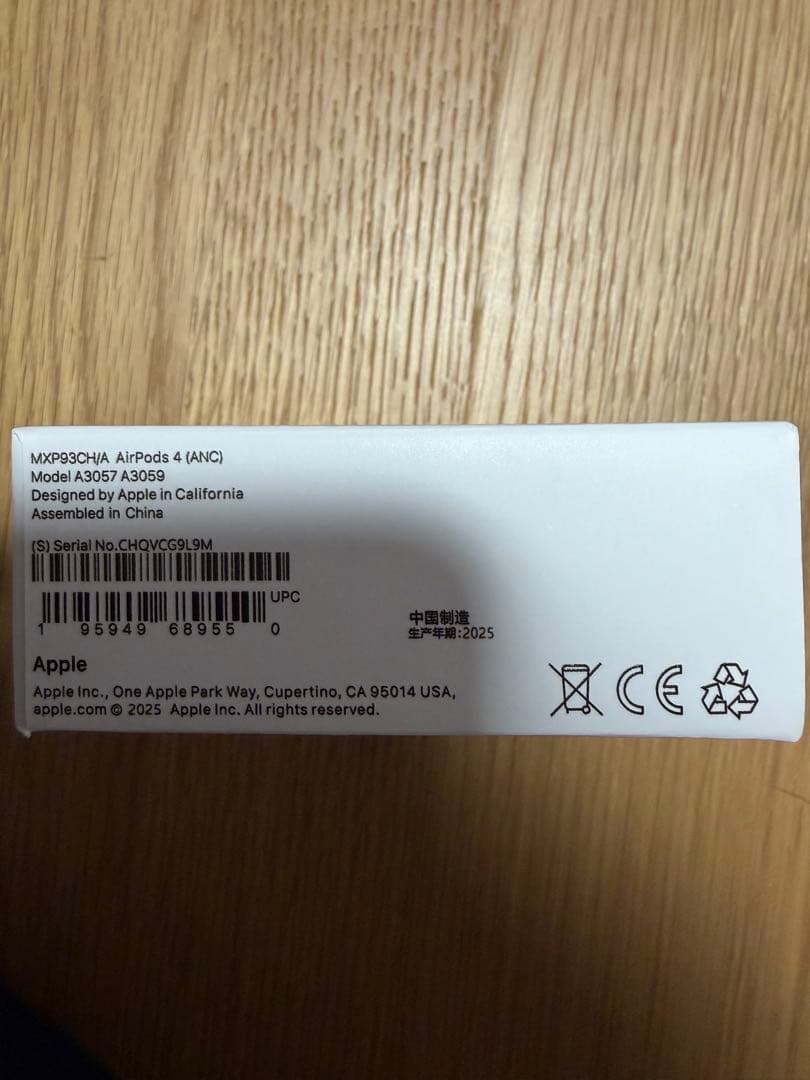 MXP93CH/A AirPods 4 (ANC)
Model A3057 A3059
Designed by Apple in California
Assembled in China
(S) Serial No.CHQVCG9L9M
UPC
1 95949 68955 0
中国制造
生产年期:2025
Apple
Apple Inc., One Apple Park Way, Cupertino, CA 95014 USA,
apple.com © 2025 Apple Inc. All rights reserved.
CE